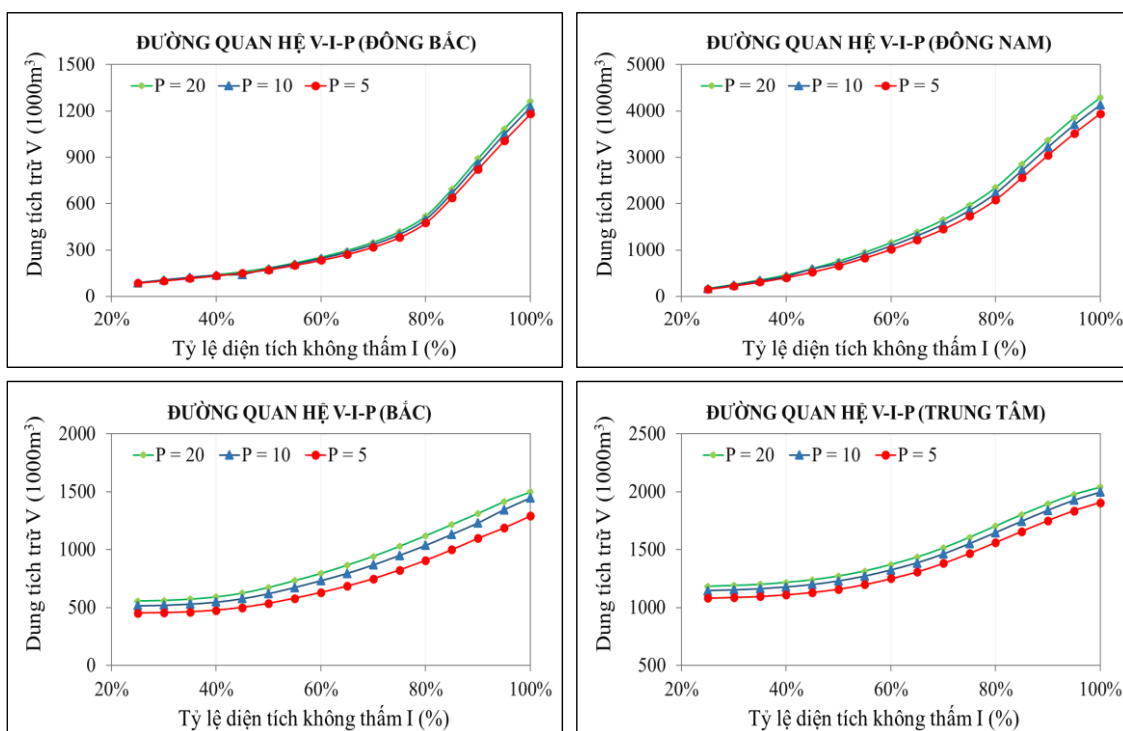 ĐƯỜNG QUAN HỆ V-I-P (ĐÔNG BẮC)
Dung tích trữ V (1000m³)
1500
1200
900
600
300
0
P = 20 P = 10 P = 5
20% 40% 60% 80% 100%
Tỷ lệ diện tích không thấm I (%)
ĐƯỜNG QUAN HỆ V-I-P (ĐÔNG NAM)
Dung tích trữ V (1000m³)
5000
4000
3000
2000
1000
0
P = 20 P = 10 P = 5
20% 40% 60% 80% 100%
Tỷ lệ diện tích không thấm I (%)
ĐƯỜNG QUAN HỆ V-I-P (BẮC)
Dung tích trữ V (1000m³)
2000
1500
1000
500
0
P = 20 P = 10 P = 5
20% 40% 60% 80% 100%
Tỷ lệ diện tích không thấm I (%)
ĐƯỜNG QUAN HỆ V-I-P (TRUNG TÂM)
Dung tích trữ V (1000m³)
2500
2000
1500
1000
500
P = 20 P = 10 P = 5
20% 40% 60% 80% 100%
Tỷ lệ diện tích không thấm I (%)